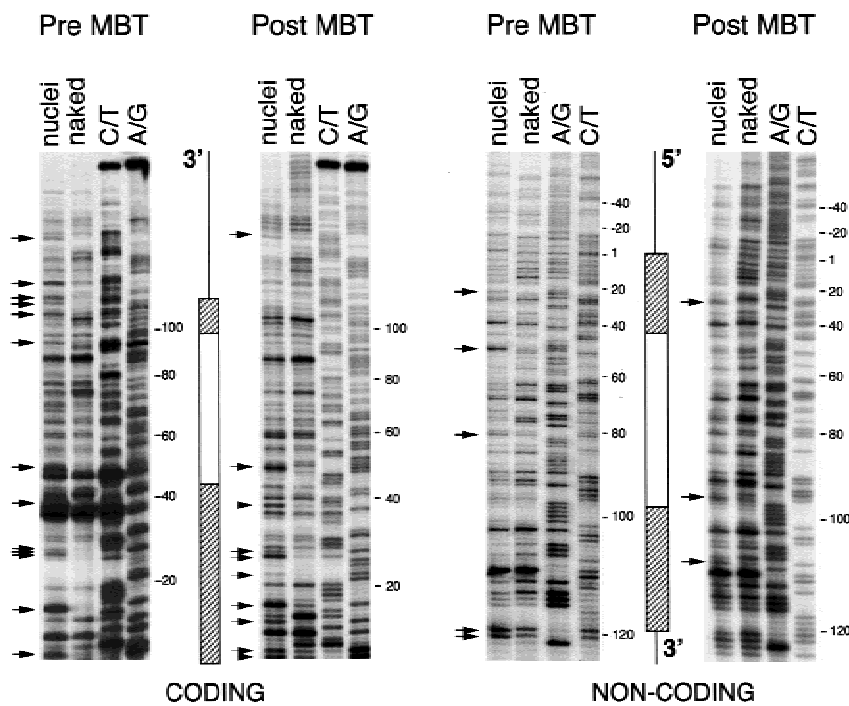 Pre MBT Post MBT Pre MBT Post MBT
nuclei naked C/T A/G nuclei naked C/T A/G nuclei naked A/G C/T nuclei naked A/G C/T
3' 5'
-40 -40
-20 -20
1 1
20 20
100 100 40 40
80 80 60 60
60 60 80 80
40 40 100 100
20 20
120 120
3'
CODING NON-CODING